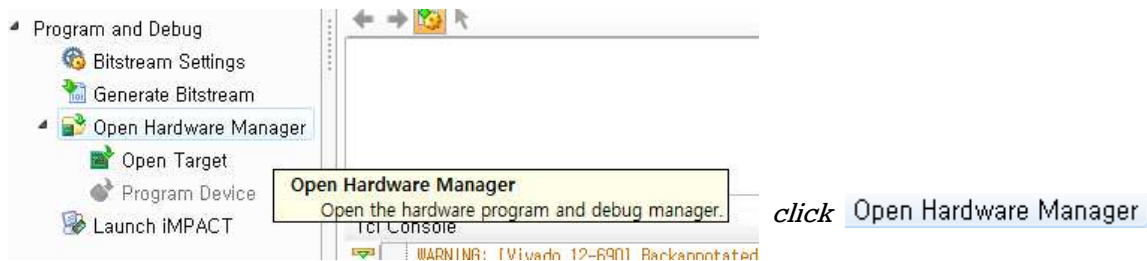 Program and Debug
Bitstream Settings
Generate Bitstream
Open Hardware Manager
Open Target
Program Device
Launch iMPACT
Open Hardware Manager
Open the hardware program and debug manager.
Tcl Console
WARNING: [Vivado 12-690] Backannotated
click Open Hardware Manager